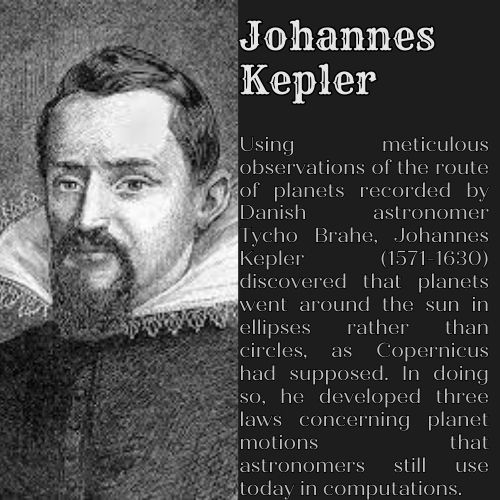 Johannes
Kepler
Using meticulous
observations of the route
of planets recorded by
Danish astronomer
Tycho Brahe, Johannes
Kepler (1571-1630)
discovered that planets
went around the sun in
ellipses rather than
circles, as Copernicus
had supposed. In doing
so, he developed three
laws concerning planet
motions that
astronomers still use
today in computations.